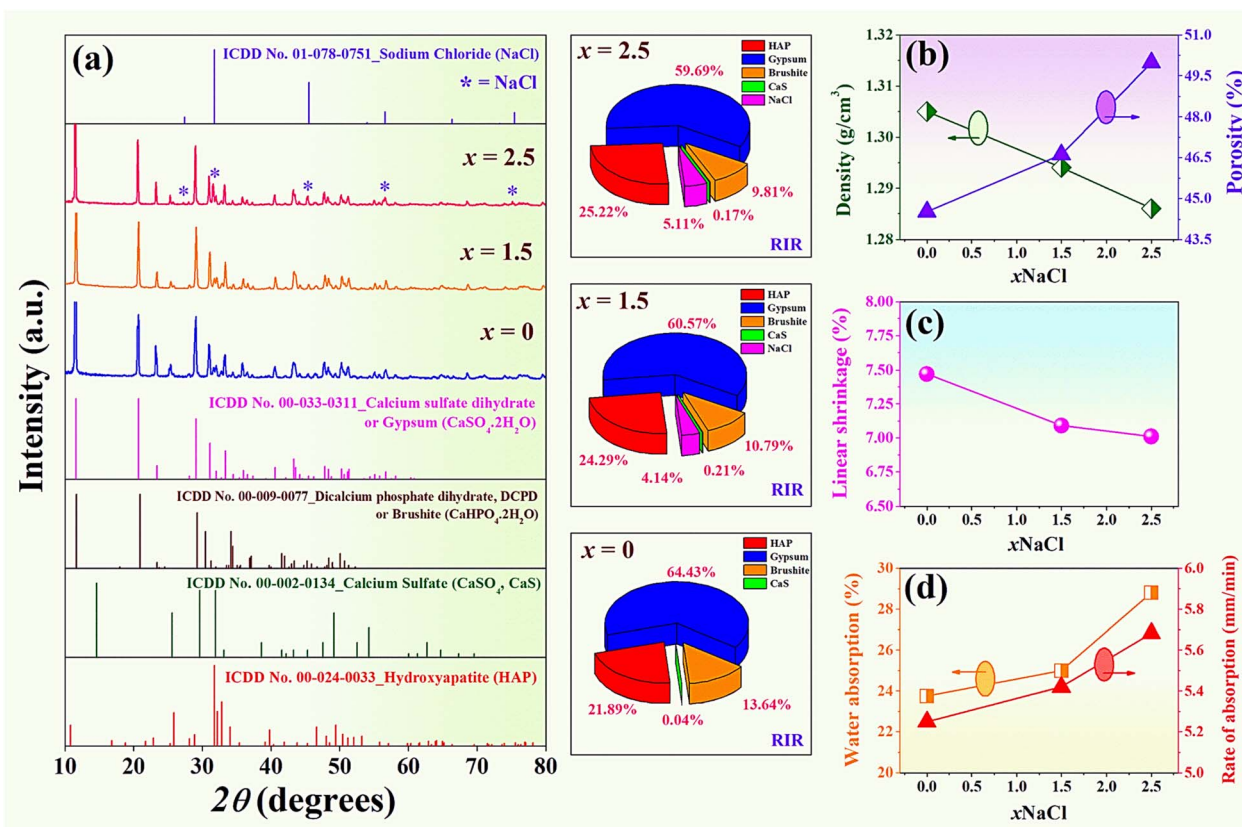 (a)
ICDD No. 01-078-0751_Sodium Chloride (NaCl)
* = NaCl
x = 2.5
*
*
*
*
*
x = 1.5
x = 0
ICDD No. 00-033-0311_Calcium sulfate dihydrate
or Gypsum (CaSO4.2H2O)
ICDD No. 00-009-0077_Dicalcium phosphate dihydrate, DCPD
or Brushite (CaHPO4.2H2O)
ICDD No. 00-002-0134_Calcium Sulfate (CaSO4, CaS)
ICDD No. 00-024-0033_Hydroxyapatite (HAP)
Intensity (a.u.)
10 20 30 40 50 60 70 80
2θ (degrees)
x = 2.5
HAP
Gypsum
Brushite
CaS
NaCl
59.69%
9.81%
0.17%
5.11%
25.22%
RIR
x = 1.5
HAP
Gypsum
Brushite
CaS
NaCl
60.57%
10.79%
0.21%
4.14%
24.29%
RIR
x = 0
HAP
Gypsum
Brushite
CaS
64.43%
13.64%
0.04%
21.89%
RIR
(b)
Density (g/cm3)
1.32
1.31
1.30
1.29
1.28
Porosity (%)
51.0
49.5
48.0
46.5
45.0
43.5
0.0 0.5 1.0 1.5 2.0 2.5
xNaCl
(c)
Linear shrinkage (%)
8.00
7.75
7.50
7.25
7.00
6.75
6.50
0.0 0.5 1.0 1.5 2.0 2.5
xNaCl
(d)
Water absorption (%)
30
28
26
24
22
20
Rate of absorption (mm/min)
6.0
5.8
5.6
5.4
5.2
5.0
0.0 0.5 1.0 1.5 2.0 2.5
xNaCl